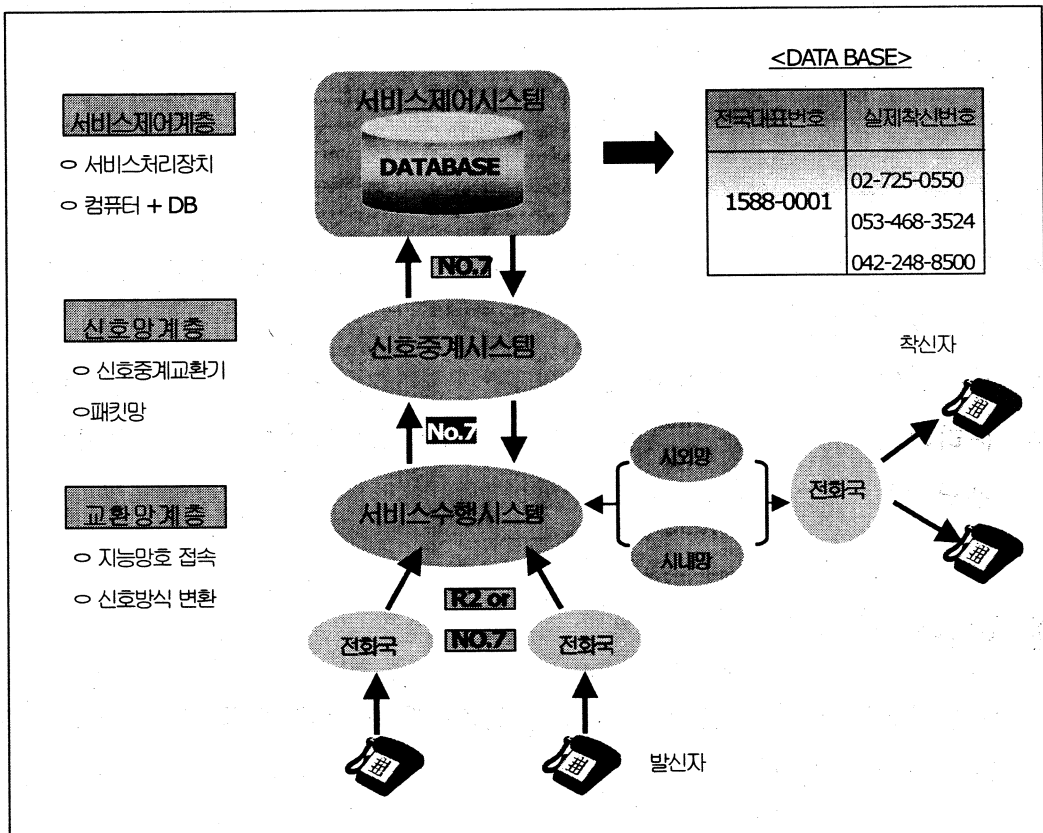 <DATA BASE>
서비스제어시스템
DATABASE
전국대표번호
실제착신번호
1588-0001
02-725-0550
053-468-3524
042-248-8500
서비스제어계층
서비스처리장치
컴퓨터 + DB
NO.7
신호망계층
신호중계교환기
패킷망
신호중계시스템
No.7
착신자
시외망
시내망
전화국
교환망계층
지능망호 접속
신호방식 변환
서비스수행시스템
R2 or
NO.7
전화국
전화국
발신자